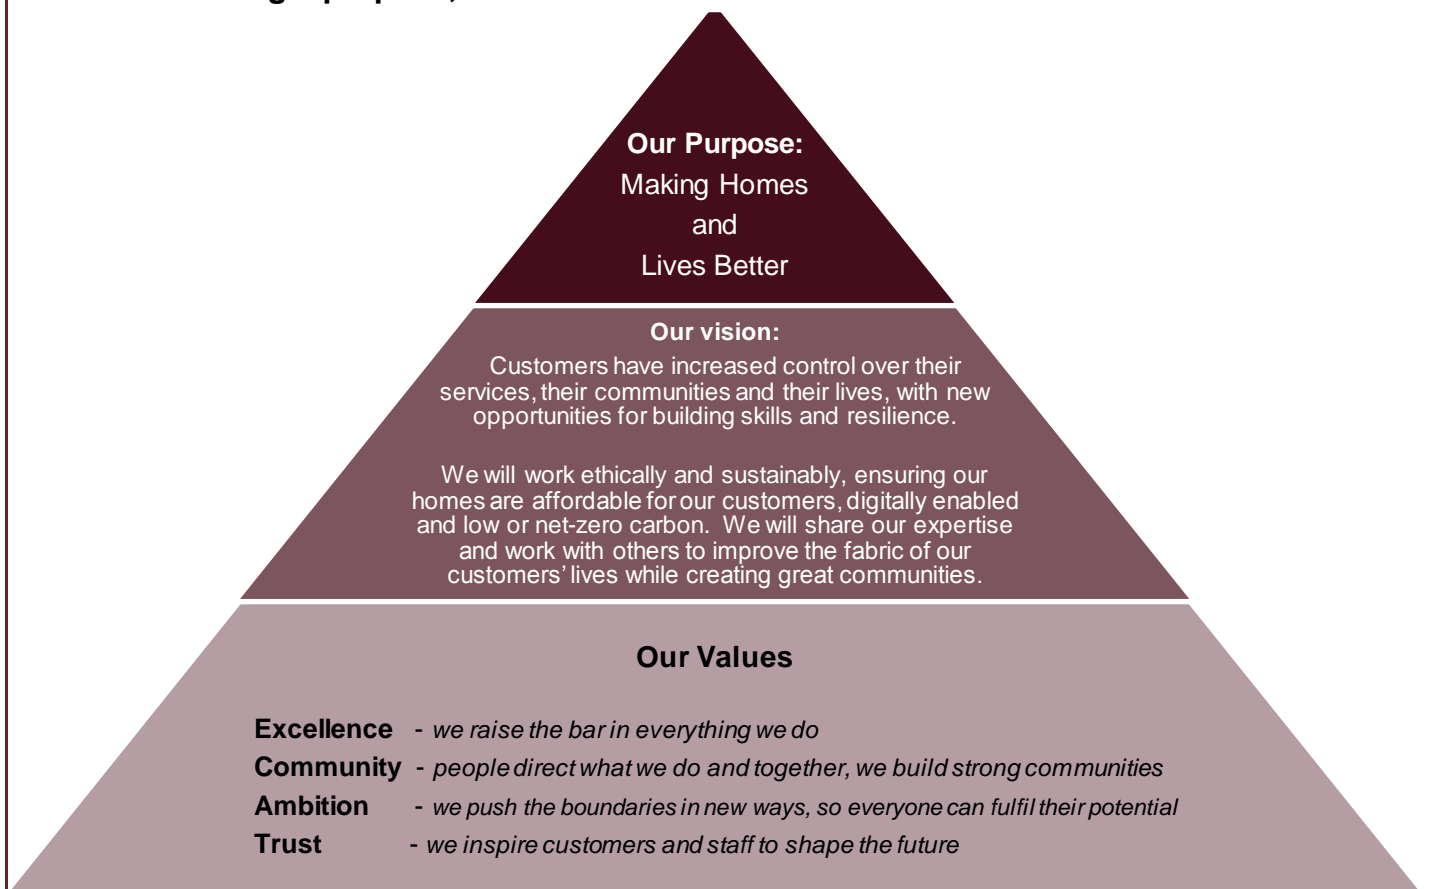 Our Purpose:
Making Homes
and
Lives Better
Our vision:
Customers have increased control over their
services, their communities and their lives, with new
opportunities for building skills and resilience.
We will work ethically and sustainably, ensuring our
homes are affordable for our customers, digitally enabled
and low or net-zero carbon.  We will share our expertise
and work with others to improve the fabric of our
customers’ lives while creating great communities.
Our Values
Excellence - we raise the bar in everything we do
Community - people direct what we do and together, we build strong communities
Ambition - we push the boundaries in new ways, so everyone can fulfil their potential
Trust - we inspire customers and staff to shape the future